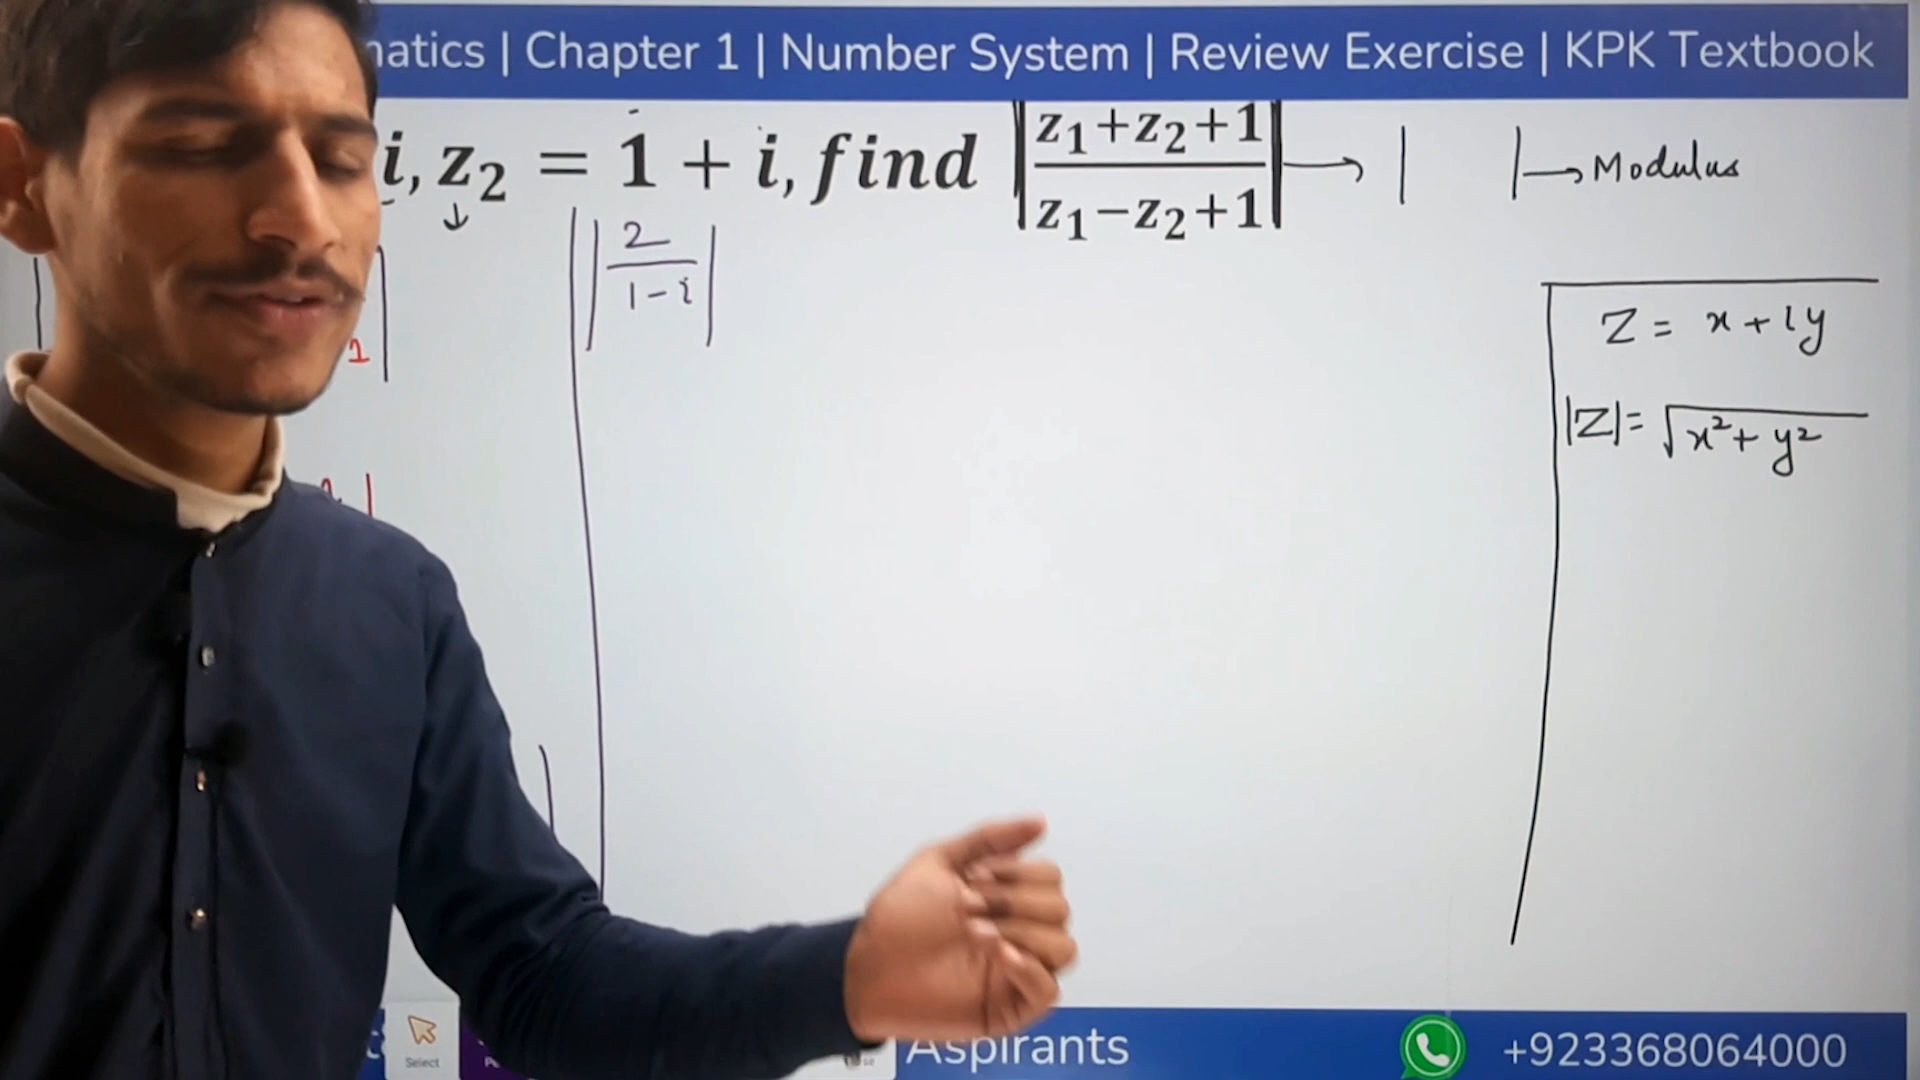 | Chapter 1 | Number System | Review Exercise | KPK Textbook
i, z₂ = 1 + i, find |z₁+z₂+1 / z₁−z₂+1| → | | → Modulus
|2 / 1 - i|
1
z = x + iy
|z| = √x² + y²
Select
Aspirants
+923368064000